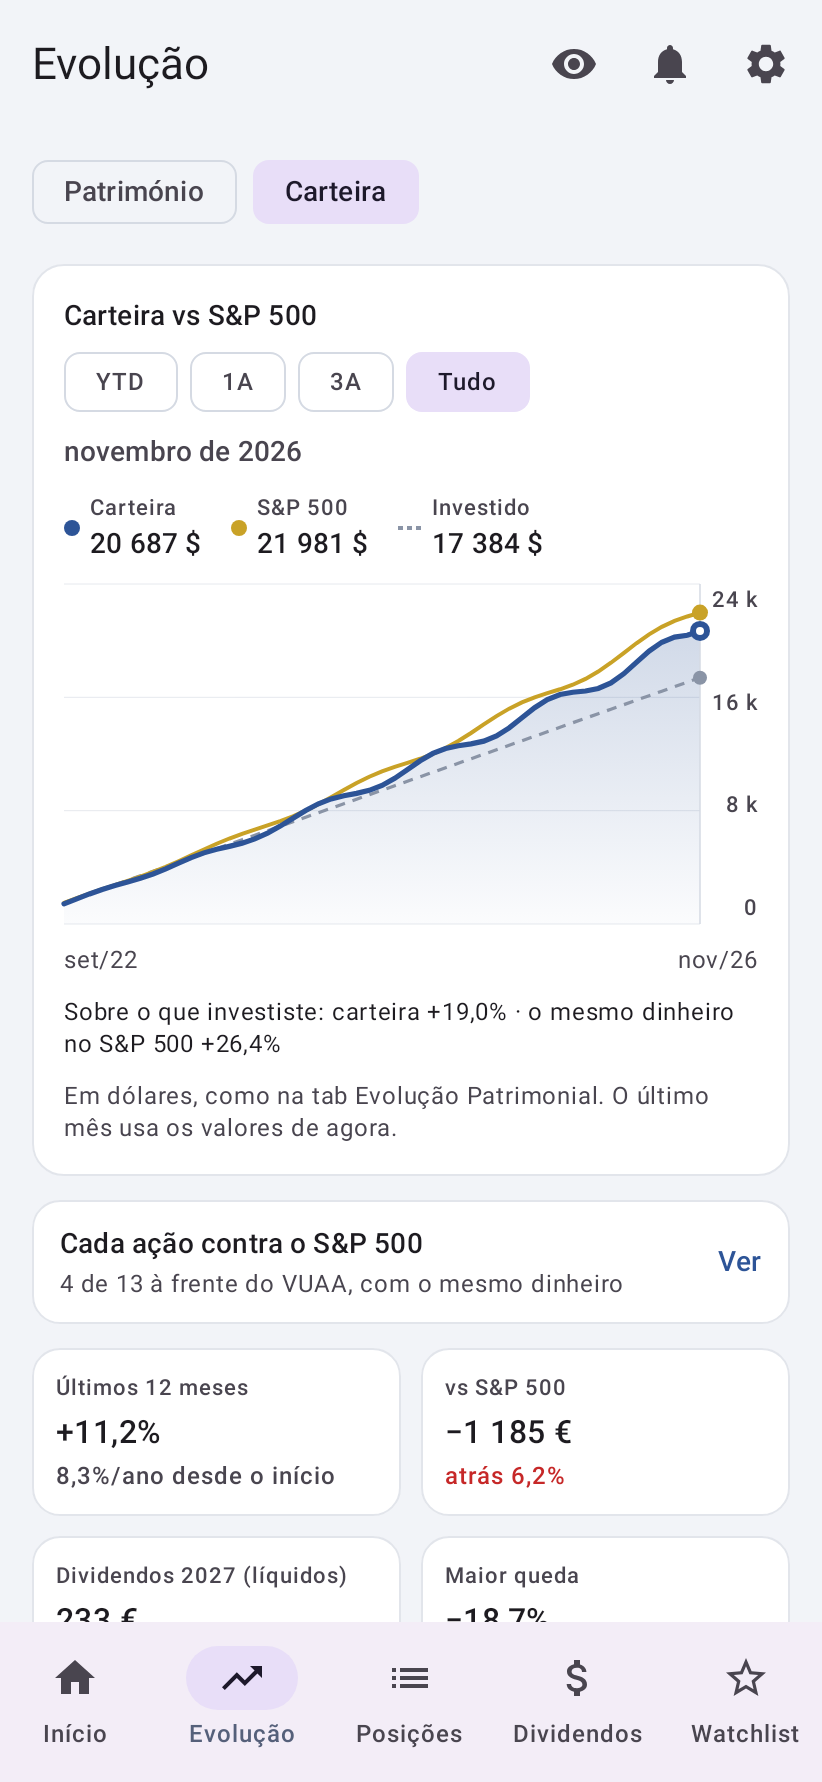 Evolução
Património
Carteira
Carteira vs S&P 500
YTD
1A
3A
Tudo
novembro de 2026
Carteira
20 687 $
S&P 500
21 981 $
Investido
17 384 $
24 k
16 k
8 k
0
set/22
nov/26
Sobre o que investiste: carteira +19,0% · o mesmo dinheiro
no S&P 500 +26,4%
Em dólares, como na tab Evolução Patrimonial. O último
mês usa os valores de agora.
Cada ação contra o S&P 500
4 de 13 à frente do VUAA, com o mesmo dinheiro
Ver
Últimos 12 meses
+11,2%
8,3%/ano desde o início
vs S&P 500
−1 185 €
atrás 6,2%
Dividendos 2027 (líquidos)
233 €
Maior queda
−18,7%
Início
Evolução
Posições
Dividendos
Watchlist